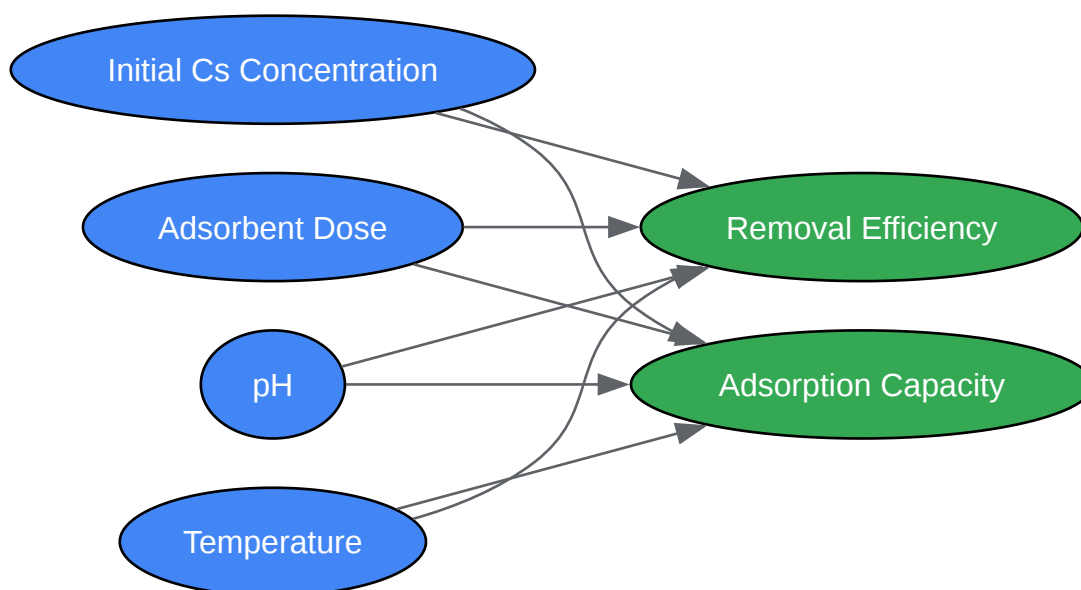 Initial Cs Concentration
Adsorbent Dose
Removal Efficiency
pH
Adsorption Capacity
Temperature